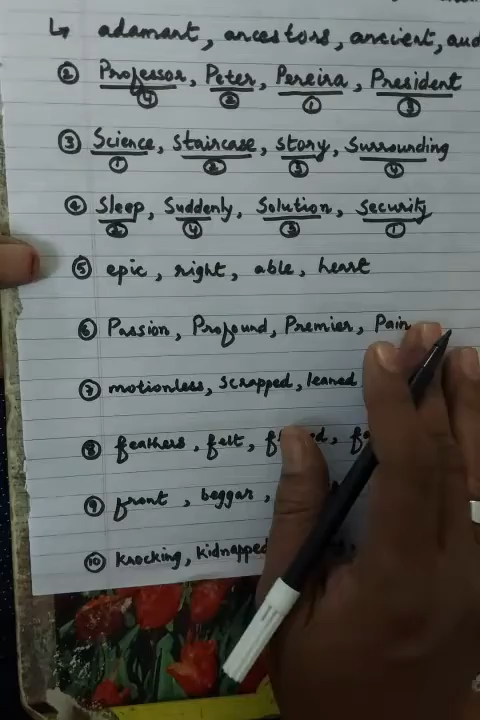 ↳ adamant, ancestors, ancient,
② Professor, Peter, Pereira, President
④ ② ① ③
③ Science, staircase, story, surrounding
① ② ③ ④
④ Sleep, Suddenly, Solution, security
② ④ ③ ①
⑤ epic, right, able, heart
⑥ Passion, Profound, Premier, Pain
⑦ motionless, scrapped, leaned
⑧ feathers, felt,
⑨ front, beggar,
⑩ knocking, kidnapped